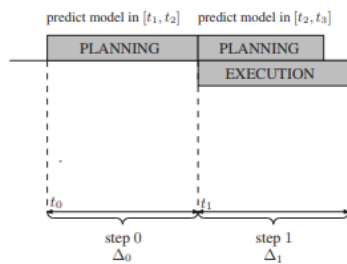 predict model in [t₁, t₂] predict model in [t₂, t₃]
PLANNING PLANNING
EXECUTION
t₀ t₁
step 0 step 1
Δ₀ Δ₁